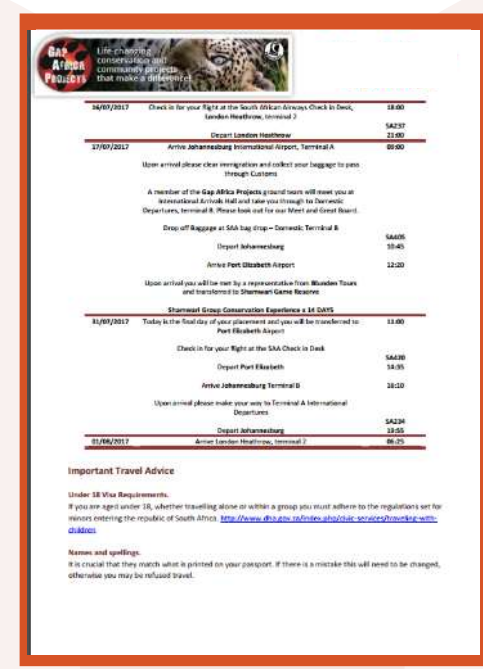 GAP AFRICA PROJECTS
Life-changing
conservation and
community projects
that make a difference!
16/07/2017 Check in for your flight at the South African Airways Check in Desk, 18:00
London Heathrow, terminal 2
SA237
Depart London Heathrow 21:00
17/07/2017 Arrive Johannesburg International Airport, Terminal A 09:00
Upon arrival please clear immigration and collect your baggage to pass
through Customs
A member of the Gap Africa Projects ground team will meet you at
International Arrivals Hall and take you through to Domestic
Departures, terminal B. Please look out for our Meet and Greet Board.
Drop off Baggage at SAA bag drop – Domestic Terminal B
SA405
Depart Johannesburg 10:45
Arrive Port Elizabeth Airport 12:20
Upon arrival you will be met by a representative from Blunden Tours
and transferred to Shamwari Game Reserve
Shamwari Group Conservation Experience x 14 DAYS
31/07/2017 Today is the final day of your placement and you will be transferred to 11:00
Port Elizabeth Airport
Check in for your flight at the SAA Check in Desk
SA420
Depart Port Elizabeth 14:35
Arrive Johannesburg Terminal B 16:10
Upon arrival please make your way to Terminal A International
Departures
SA234
Depart Johannesburg
01/08/2017 Arrive London Heathrow, terminal 2 06:25
Important Travel Advice
Under 18 Visa Requirements.
If you are aged under 18, whether travelling alone or within a group you must adhere to the regulations set for
minors entering the republic of South Africa. http://www.dha.gov.za/index.php/civic-services/traveling-with-
children
Names and spellings.
It is crucial that they match what is printed on your passport. If there is a mistake this will need to be changed,
otherwise you may be refused travel.